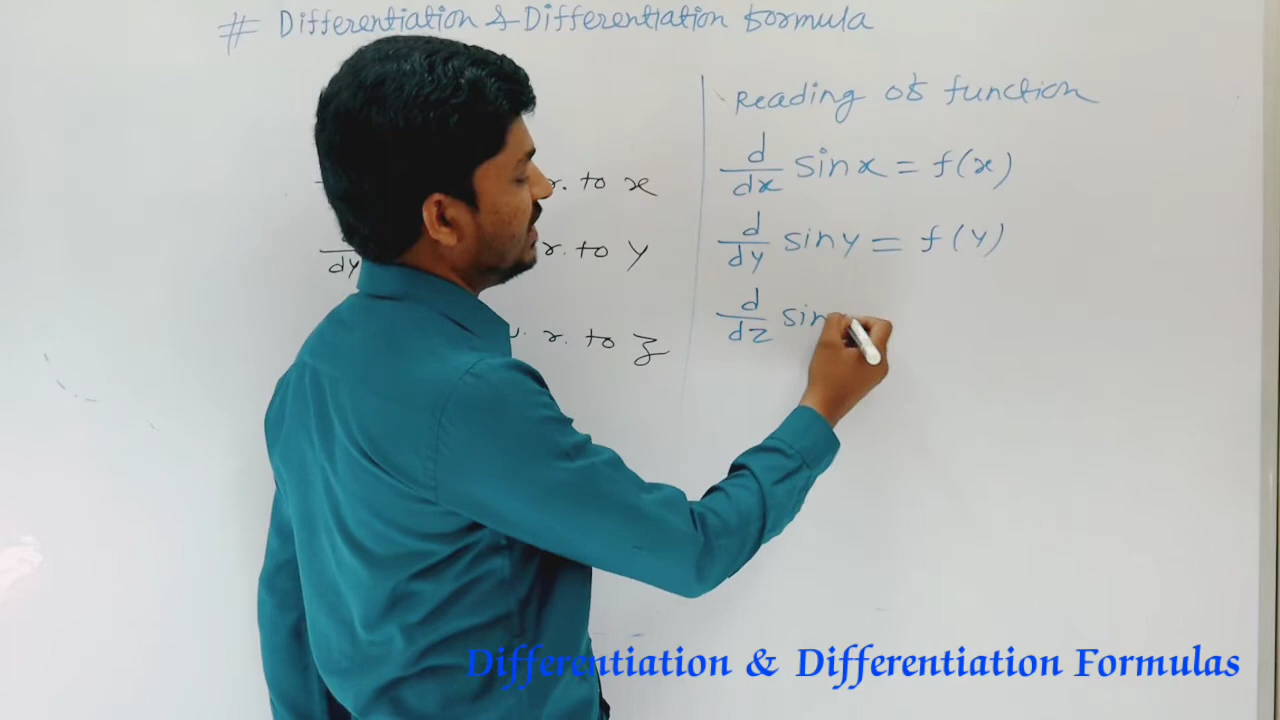 # Differentiation & Differentiation formula
r. to x
dy r. to y
r. to z
Reading of function
d/dx sin x = f(x)
d/dy sin y = f(y)
d/dz sin
Differentiation & Differentiation Formulas